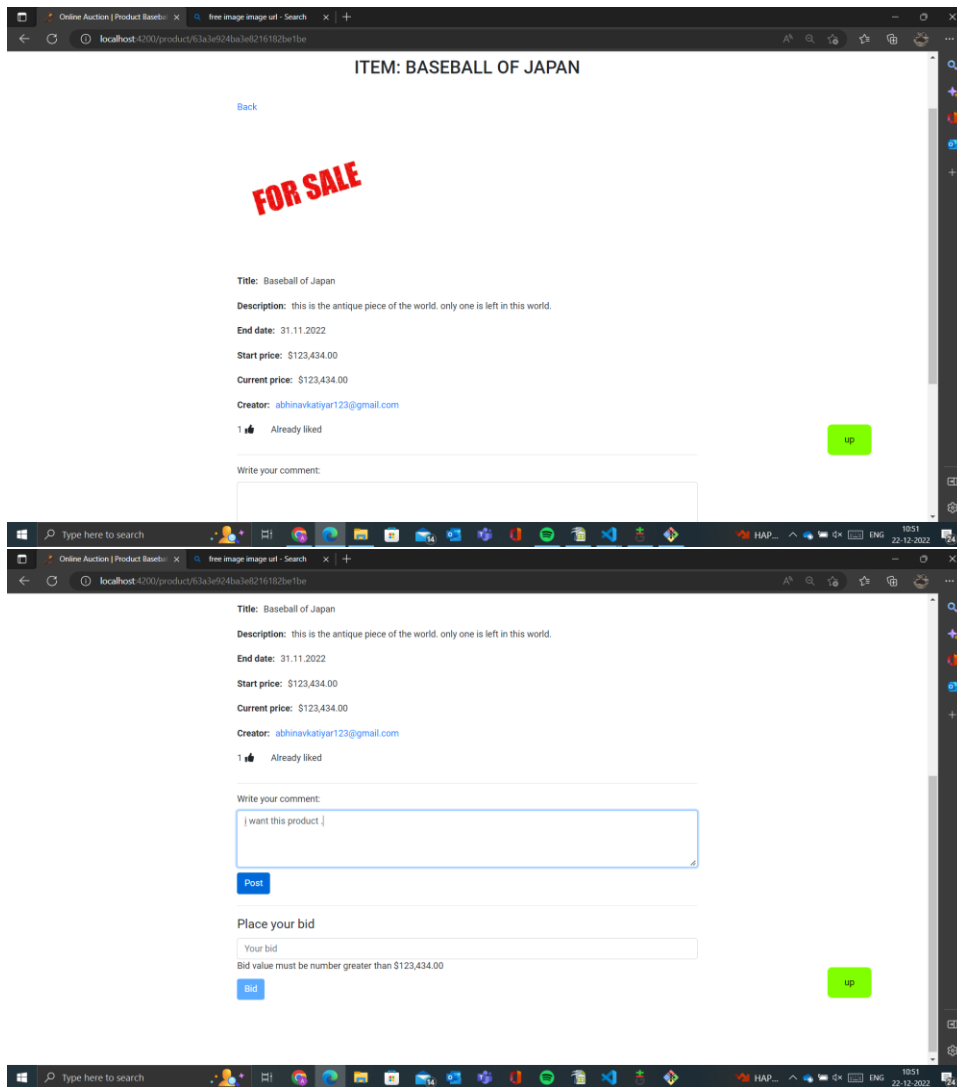 Online Auction | Product Baseba
free image image url - Search
localhost:4200/product/63a3e924ba3e8216182be1be
ITEM: BASEBALL OF JAPAN
Back
FOR SALE
Title: Baseball of Japan
Description: this is the antique piece of the world. only one is left in this world.
End date: 31.11.2022
Start price: $123,434.00
Current price: $123,434.00
Creator: abhinavkatiyar123@gmail.com
1 Already liked
up
Write your comment:
Type here to search
14
HAP...
ENG
10:51
22-12-2022
24
Online Auction | Product Baseba
free image image url - Search
localhost:4200/product/63a3e924ba3e8216182be1be
Title: Baseball of Japan
Description: this is the antique piece of the world. only one is left in this world.
End date: 31.11.2022
Start price: $123,434.00
Current price: $123,434.00
Creator: abhinavkatiyar123@gmail.com
1 Already liked
Write your comment:
i want this product .
Post
Place your bid
Your bid
Bid value must be number greater than $123,434.00
Bid
up
Type here to search
14
HAP...
ENG
10:51
22-12-2022
24